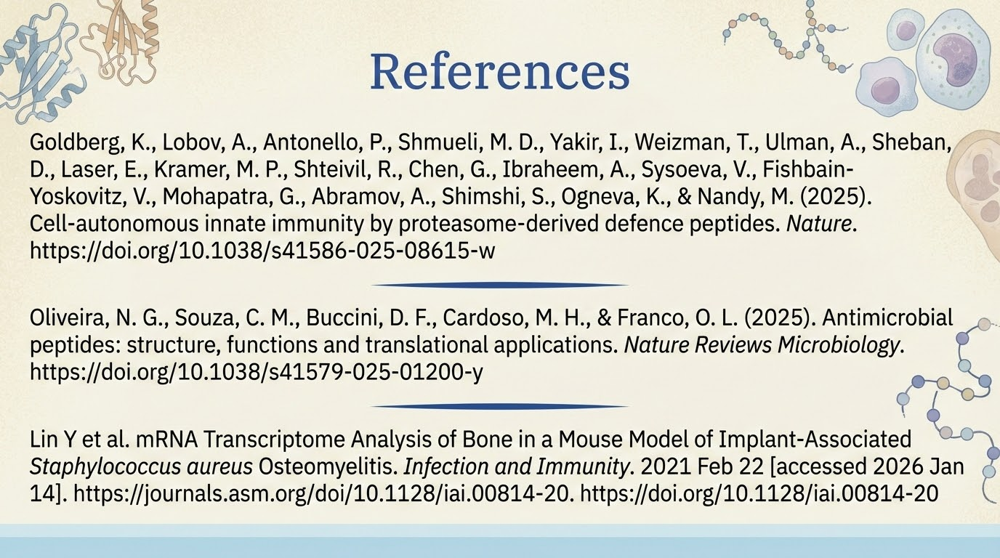 References
Goldberg, K., Lobov, A., Antonello, P., Shmueli, M. D., Yakir, I., Weizman, T., Ulman, A., Sheban,
D., Laser, E., Kramer, M. P., Shteivil, R., Chen, G., Ibraheem, A., Sysoeva, V., Fishbain-
Yoskovitz, V., Mohapatra, G., Abramov, A., Shimshi, S., Ogneva, K., & Nandy, M. (2025).
Cell-autonomous innate immunity by proteasome-derived defence peptides. Nature.
https://doi.org/10.1038/s41586-025-08615-w
Oliveira, N. G., Souza, C. M., Buccini, D. F., Cardoso, M. H., & Franco, O. L. (2025). Antimicrobial
peptides: structure, functions and translational applications. Nature Reviews Microbiology.
https://doi.org/10.1038/s41579-025-01200-y
Lin Y et al. mRNA Transcriptome Analysis of Bone in a Mouse Model of Implant-Associated
Staphylococcus aureus Osteomyelitis. Infection and Immunity. 2021 Feb 22 [accessed 2026 Jan
14]. https://journals.asm.org/doi/10.1128/iai.00814-20. https://doi.org/10.1128/iai.00814-20